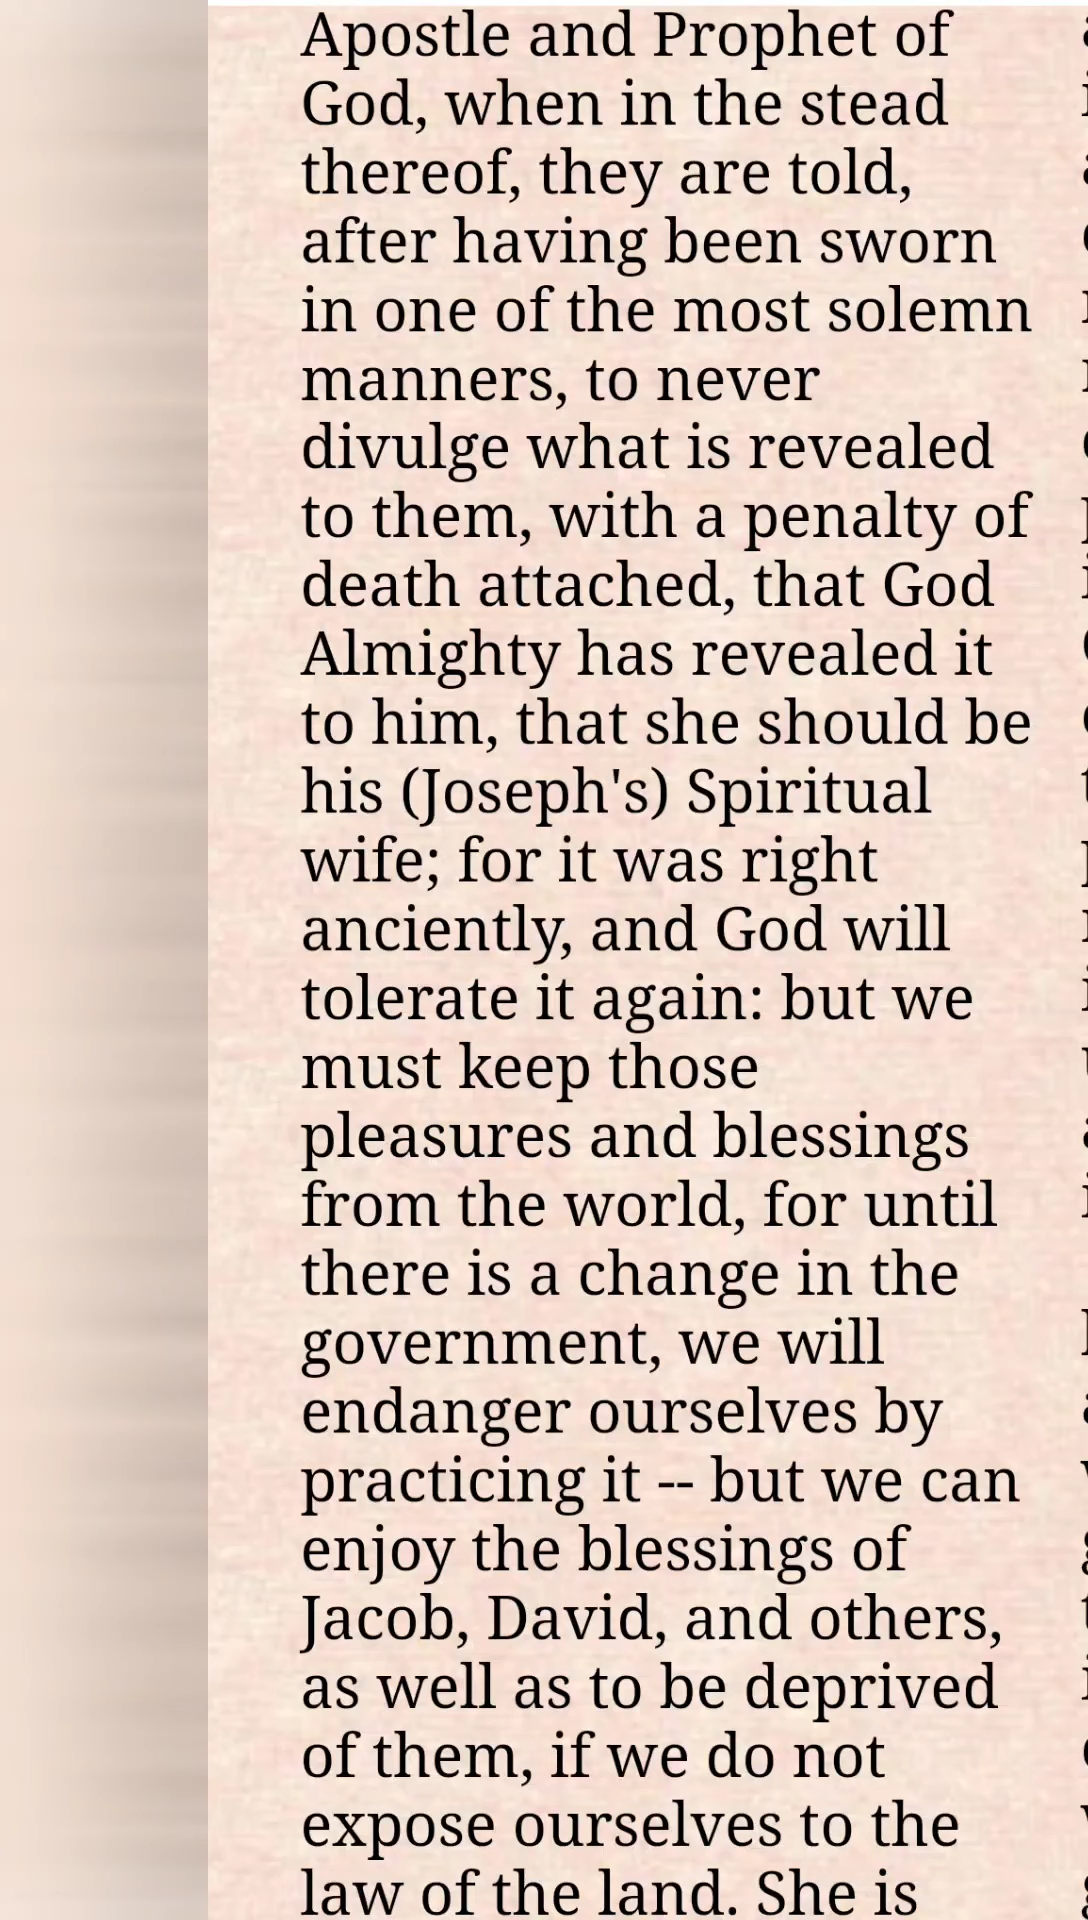 Apostle and Prophet of
God, when in the stead
thereof, they are told,
after having been sworn
in one of the most solemn
manners, to never
divulge what is revealed
to them, with a penalty of
death attached, that God
Almighty has revealed it
to him, that she should be
his (Joseph's) Spiritual
wife; for it was right
anciently, and God will
tolerate it again: but we
must keep those
pleasures and blessings
from the world, for until
there is a change in the
government, we will
endanger ourselves by
practicing it -- but we can
enjoy the blessings of
Jacob, David, and others,
as well as to be deprived
of them, if we do not
expose ourselves to the
law of the land. She is